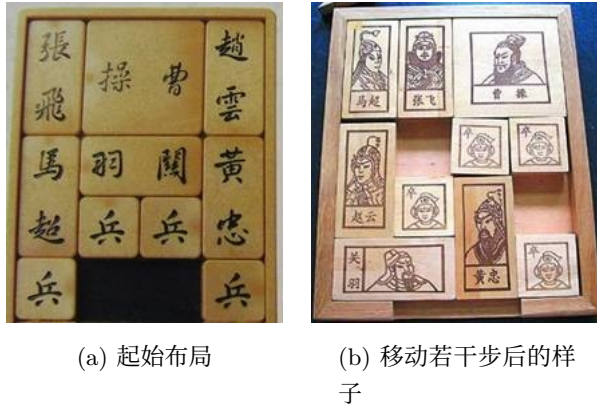 張飛
曹操
趙雲
馬超
關羽
黄忠
兵
兵
兵
兵
马超
张飞
曹操
卒
卒
赵云
卒
关羽
黄忠
卒
(a) 起始布局
(b) 移动若干步后的样
子